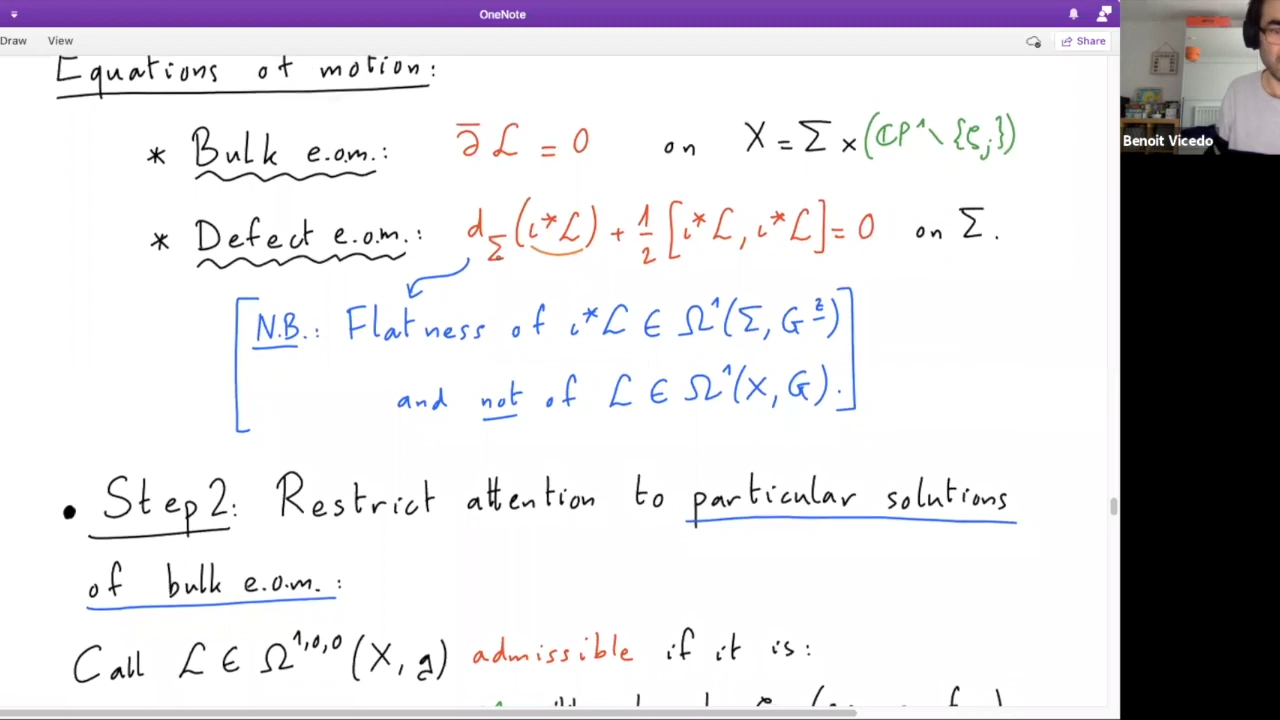 OneNote
Draw View Share
Equations of motion:
* Bulk e.o.m.: ∂̄ℒ = 0 on X = Σ × (ℂP¹ \ {ζⱼ})
Benoit Vicedo
* Defect e.o.m.: d_Σ(ι*ℒ) + ½[ι*ℒ, ι*ℒ] = 0 on Σ.
[N.B.: Flatness of ι*ℒ ∈ Ω¹(Σ, G^z̲)
and not of ℒ ∈ Ω¹(X, G).]
• Step 2: Restrict attention to particular solutions
of bulk e.o.m.:
Call ℒ ∈ Ω^{1,0,0}(X, g) admissible if it is: